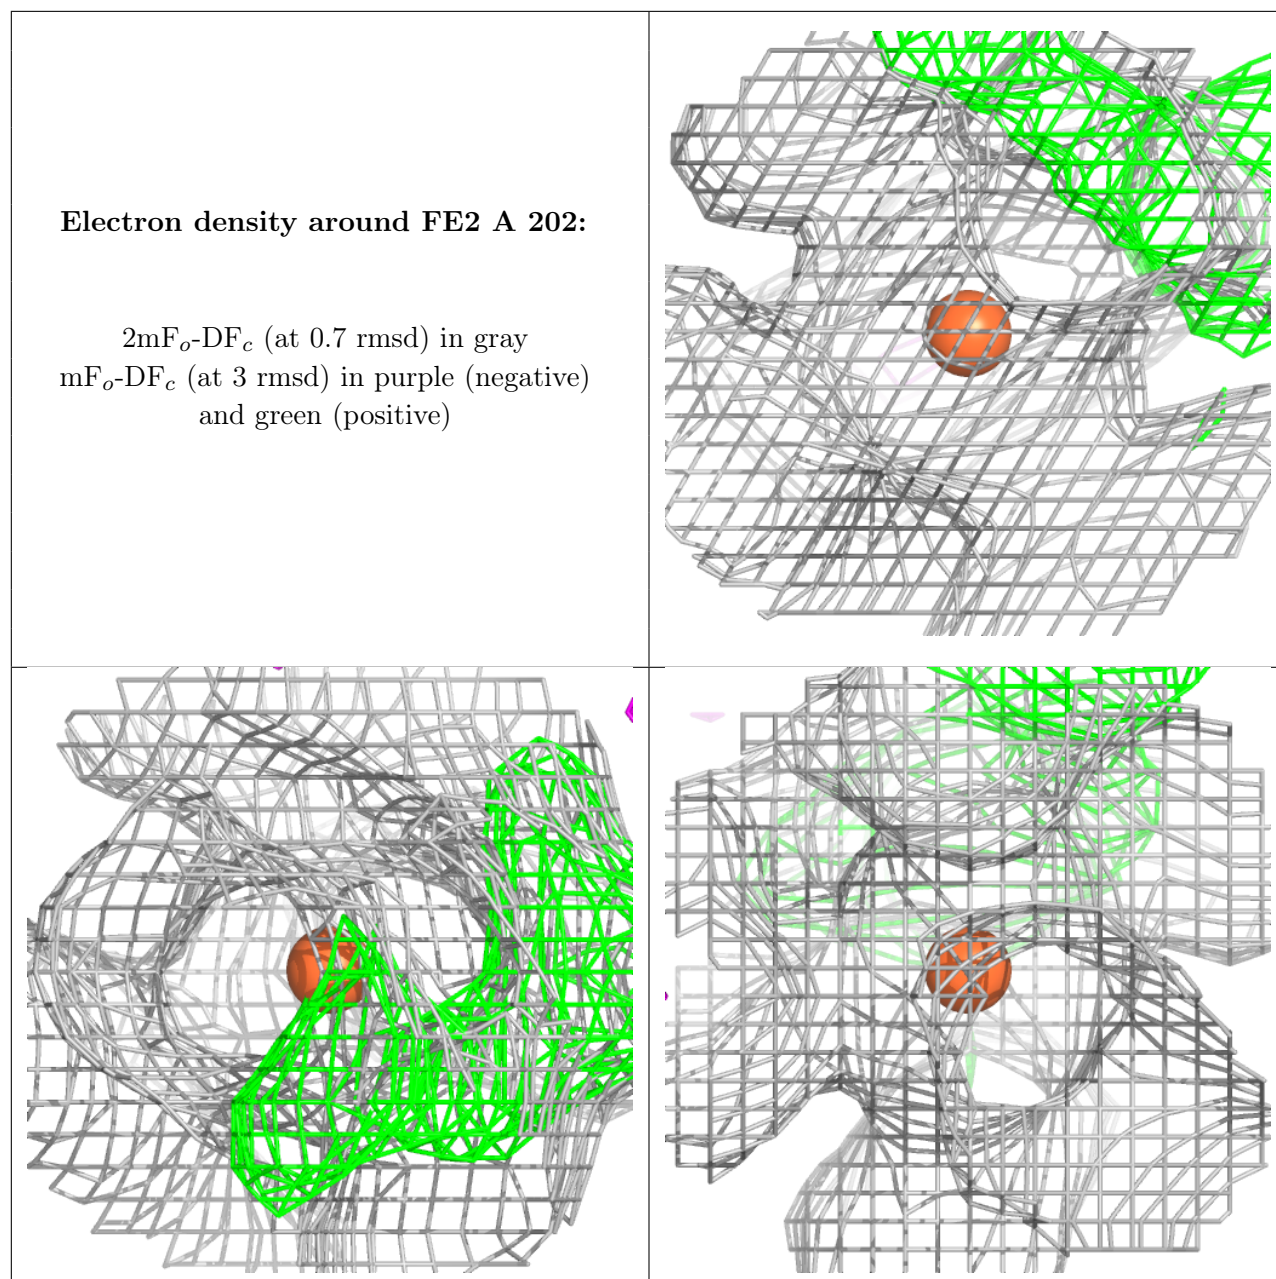 Electron density around FE2 A 202:
2mFo-DFc (at 0.7 rmsd) in gray
mFo-DFc (at 3 rmsd) in purple (negative)
and green (positive)